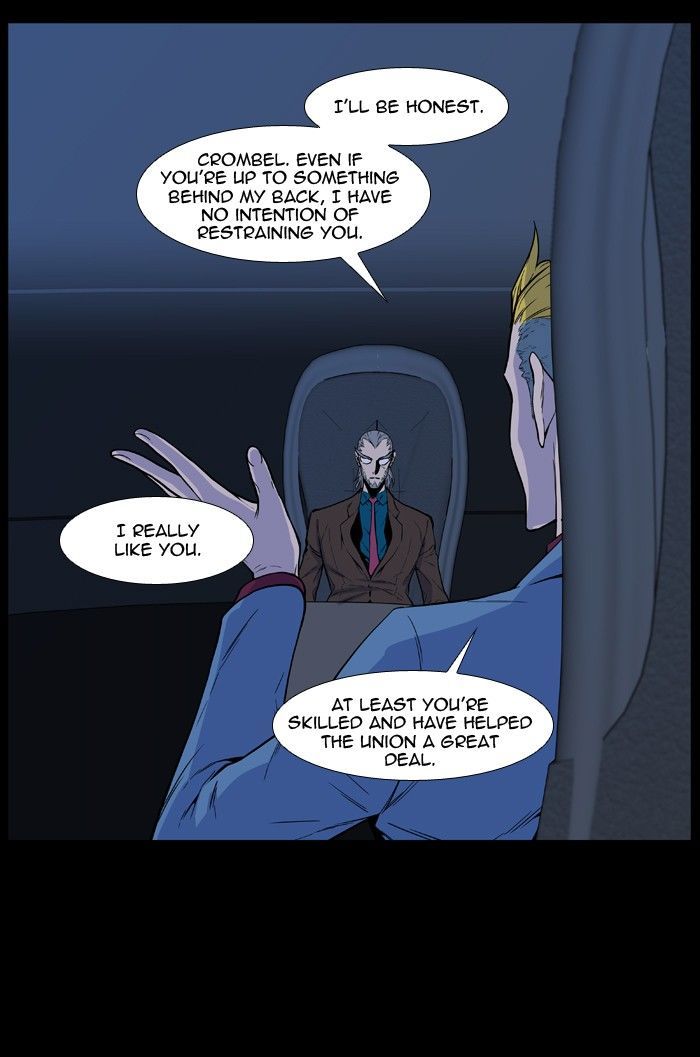 I'LL BE HONEST.
CROMBEL. EVEN IF
YOU'RE UP TO SOMETHING
BEHIND MY BACK, I HAVE
NO INTENTION OF
RESTRAINING YOU.
I REALLY
LIKE YOU.
AT LEAST YOU'RE
SKILLED AND HAVE HELPED
THE UNION A GREAT
DEAL.